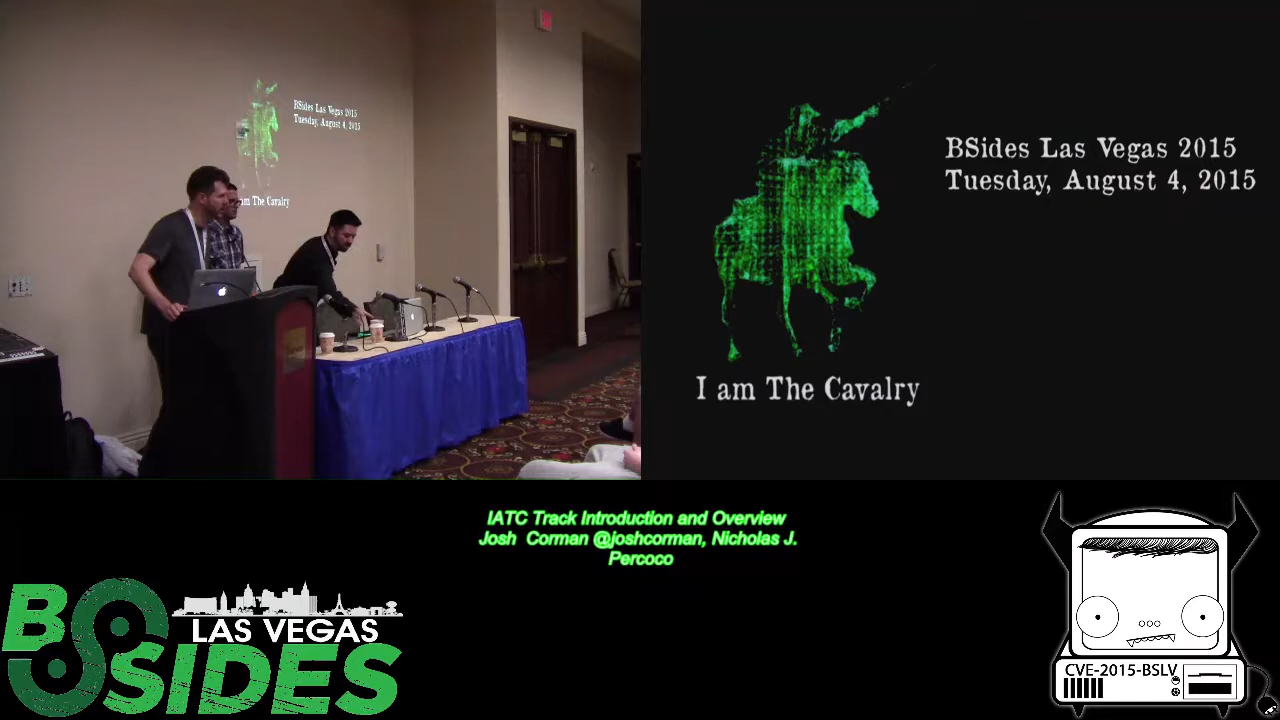 BSides Las Vegas 2015
Tuesday, August 4, 2015
I am The Cavalry
BSides Las Vegas 2015
Tuesday, August 4, 2015
I am The Cavalry
IATC Track Introduction and Overview
Josh Corman @joshcorman, Nicholas J.
Percoco
B
LAS VEGAS
SIDES
CVE-2015-BSLV